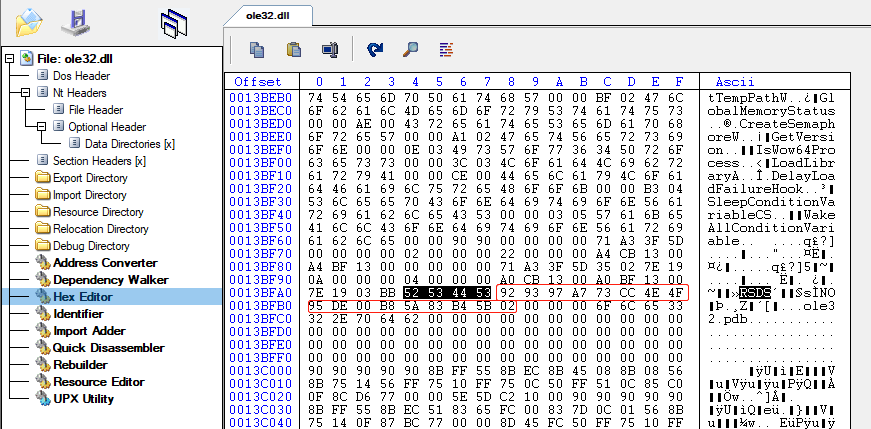 ole32.dll
File: ole32.dll
Dos Header
Nt Headers
File Header
Optional Header
Data Directories [x]
Section Headers [x]
Export Directory
Import Directory
Resource Directory
Relocation Directory
Debug Directory
Address Converter
Dependency Walker
Hex Editor
Identifier
Import Adder
Quick Disassembler
Rebuilder
Resource Editor
UPX Utility
Offset 0 1 2 3 4 5 6 7 8 9 A B C D E F Ascii
0013BEB0 74 54 65 6D 70 50 61 74 68 57 00 00 BF 02 47 6C tTempPathW..¿▮Gl
0013BEC0 6F 62 61 6C 4D 65 6D 6F 72 79 53 74 61 74 75 73 obalMemoryStatus
0013BED0 00 00 AE 00 43 72 65 61 74 65 53 65 6D 61 70 68 ..®.CreateSemaph
0013BEE0 6F 72 65 57 00 00 A1 02 47 65 74 56 65 72 73 69 oreW..¡▮GetVersi
0013BEF0 6F 6E 00 00 0E 03 49 73 57 6F 77 36 34 50 72 6F on..▮▮IsWow64Pro
0013BF00 63 65 73 73 00 00 3C 03 4C 6F 61 64 4C 69 62 72 cess..<▮LoadLibr
0013BF10 61 72 79 41 00 00 CE 00 44 65 6C 61 79 4C 6F 61 aryA..Î.DelayLoa
0013BF20 64 46 61 69 6C 75 72 65 48 6F 6F 6B 00 00 B3 04 dFailureHook..³▮
0013BF30 53 6C 65 65 70 43 6F 6E 64 69 74 69 6F 6E 56 61 SleepConditionVa
0013BF40 72 69 61 62 6C 65 43 53 00 00 03 05 57 61 6B 65 riableCS..▮▮Wake
0013BF50 41 6C 6C 43 6F 6E 64 69 74 69 6F 6E 56 61 72 69 AllConditionVari
0013BF60 61 62 6C 65 00 00 90 90 00 00 00 00 71 A3 3F 5D able..▮▮....q£?]
0013BF70 00 00 00 00 02 00 00 00 22 00 00 00 A4 CB 13 00 ....▮..."...¤Ë▮.
0013BF80 A4 BF 13 00 00 00 00 00 71 A3 3F 5D 35 02 7E 19 ¤¿▮.....q£?]5▮~▮
0013BF90 0A 00 00 00 04 00 00 00 A0 CB 13 00 A0 BF 13 00
0013BFA0 7E 19 03 BB 52 53 44 53 92 93 97 A7 73 CC 4E 4F ~▮▮»RSDS
0013BFB0 95 DE 00 B8 5A 83 B4 5B 02 00 00 00 6F 6C 65 33 ole3
0013BFC0 32 2E 70 64 62 00 00 00 00 00 00 00 00 00 00 00 2.pdb...........
0013BFD0 00 00 00 00 00 00 00 00 00 00 00 00 00 00 00 00 ................
0013BFE0 00 00 00 00 00 00 00 00 00 00 00 00 00 00 00 00 ................
0013BFF0 00 00 00 00 00 00 00 00 00 00 00 00 00 00 00 00 ................
0013C000 90 90 90 90 90 8B FF 55 8B EC 8B 45 08 8B 08 56
0013C010 8B 75 14 56 FF 75 10 FF 75 0C 50 FF 51 0C 85 C0
0013C020 0F 8C D6 77 00 00 5E 5D C2 10 00 90 90 90 90 90
0013C030 8B FF 55 8B EC 51 83 65 FC 00 83 7D 0C 01 56 8B
0013C040 75 14 0F 87 BC 77 00 00 8D 45 FC 50 FF 75 10 FF